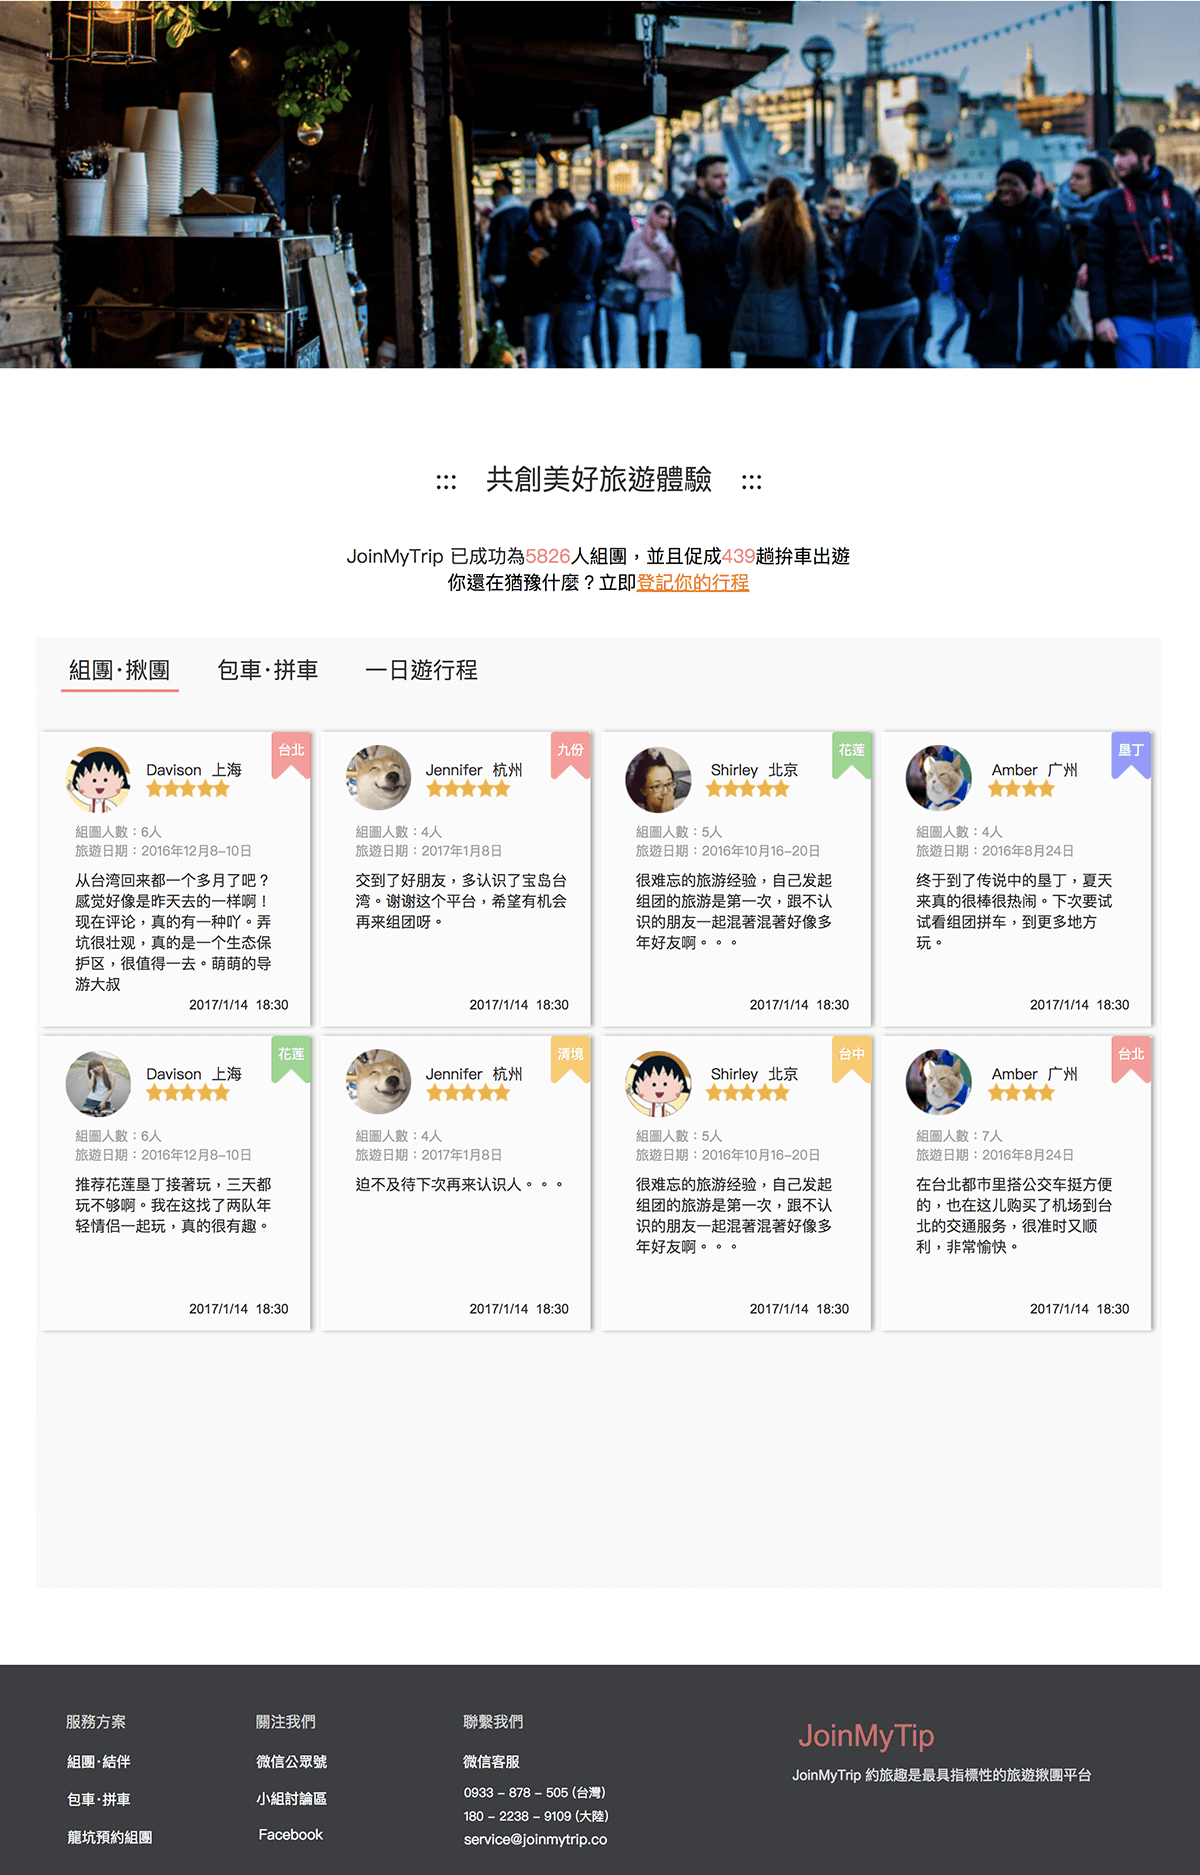 ::: 共創美好旅遊體驗 :::
JoinMyTrip 已成功為5826人組團，並且促成439趟拚車出遊
你還在猶豫什麼？立即登記你的行程
組團·揪團 包車·拼車 一日遊行程
台北
Davison 上海
組圖人數：6人
旅遊日期：2016年12月8-10日
从台湾回来都一个多月了吧？
感觉好像是昨天去的一样啊！
现在评论，真的有一种吖。弄
坑很壮观，真的是一个生态保
护区，很值得一去。萌萌的导
游大叔
2017/1/14 18:30
九份
Jennifer 杭州
組圖人數：4人
旅遊日期：2017年1月8日
交到了好朋友，多认识了宝岛台
湾。谢谢这个平台，希望有机会
再来组团呀。
2017/1/14 18:30
花莲
Shirley 北京
組圖人數：5人
旅遊日期：2016年10月16-20日
很难忘的旅游经验，自己发起
组团的旅游是第一次，跟不认
识的朋友一起混著混著好像多
年好友啊。。。
2017/1/14 18:30
垦丁
Amber 广州
組圖人數：4人
旅遊日期：2016年8月24日
终于到了传说中的垦丁，夏天
来真的很棒很热闹。下次要试
试看组团拼车，到更多地方
玩。
2017/1/14 18:30
花莲
Davison 上海
組圖人數：6人
旅遊日期：2016年12月8-10日
推荐花莲垦丁接著玩，三天都
玩不够啊。我在这找了两队年
轻情侣一起玩，真的很有趣。
2017/1/14 18:30
清境
Jennifer 杭州
組圖人數：4人
旅遊日期：2017年1月8日
迫不及待下次再来认识人。。。
2017/1/14 18:30
台中
Shirley 北京
組圖人數：5人
旅遊日期：2016年10月16-20日
很难忘的旅游经验，自己发起
组团的旅游是第一次，跟不认
识的朋友一起混著混著好像多
年好友啊。。。
2017/1/14 18:30
台北
Amber 广州
組圖人數：7人
旅遊日期：2016年8月24日
在台北都市里搭公交车挺方便
的，也在这儿购买了机场到台
北的交通服务，很准时又顺
利，非常愉快。
2017/1/14 18:30
服務方案
組團·結伴
包車·拼車
龍坑預約組團
關注我們
微信公眾號
小組討論區
Facebook
聯繫我們
微信客服
0933 - 878 - 505 (台灣)
180 - 2238 - 9109 (大陸)
service@joinmytrip.co
JoinMyTip
JoinMyTrip 約旅趣是最具指標性的旅遊揪團平台